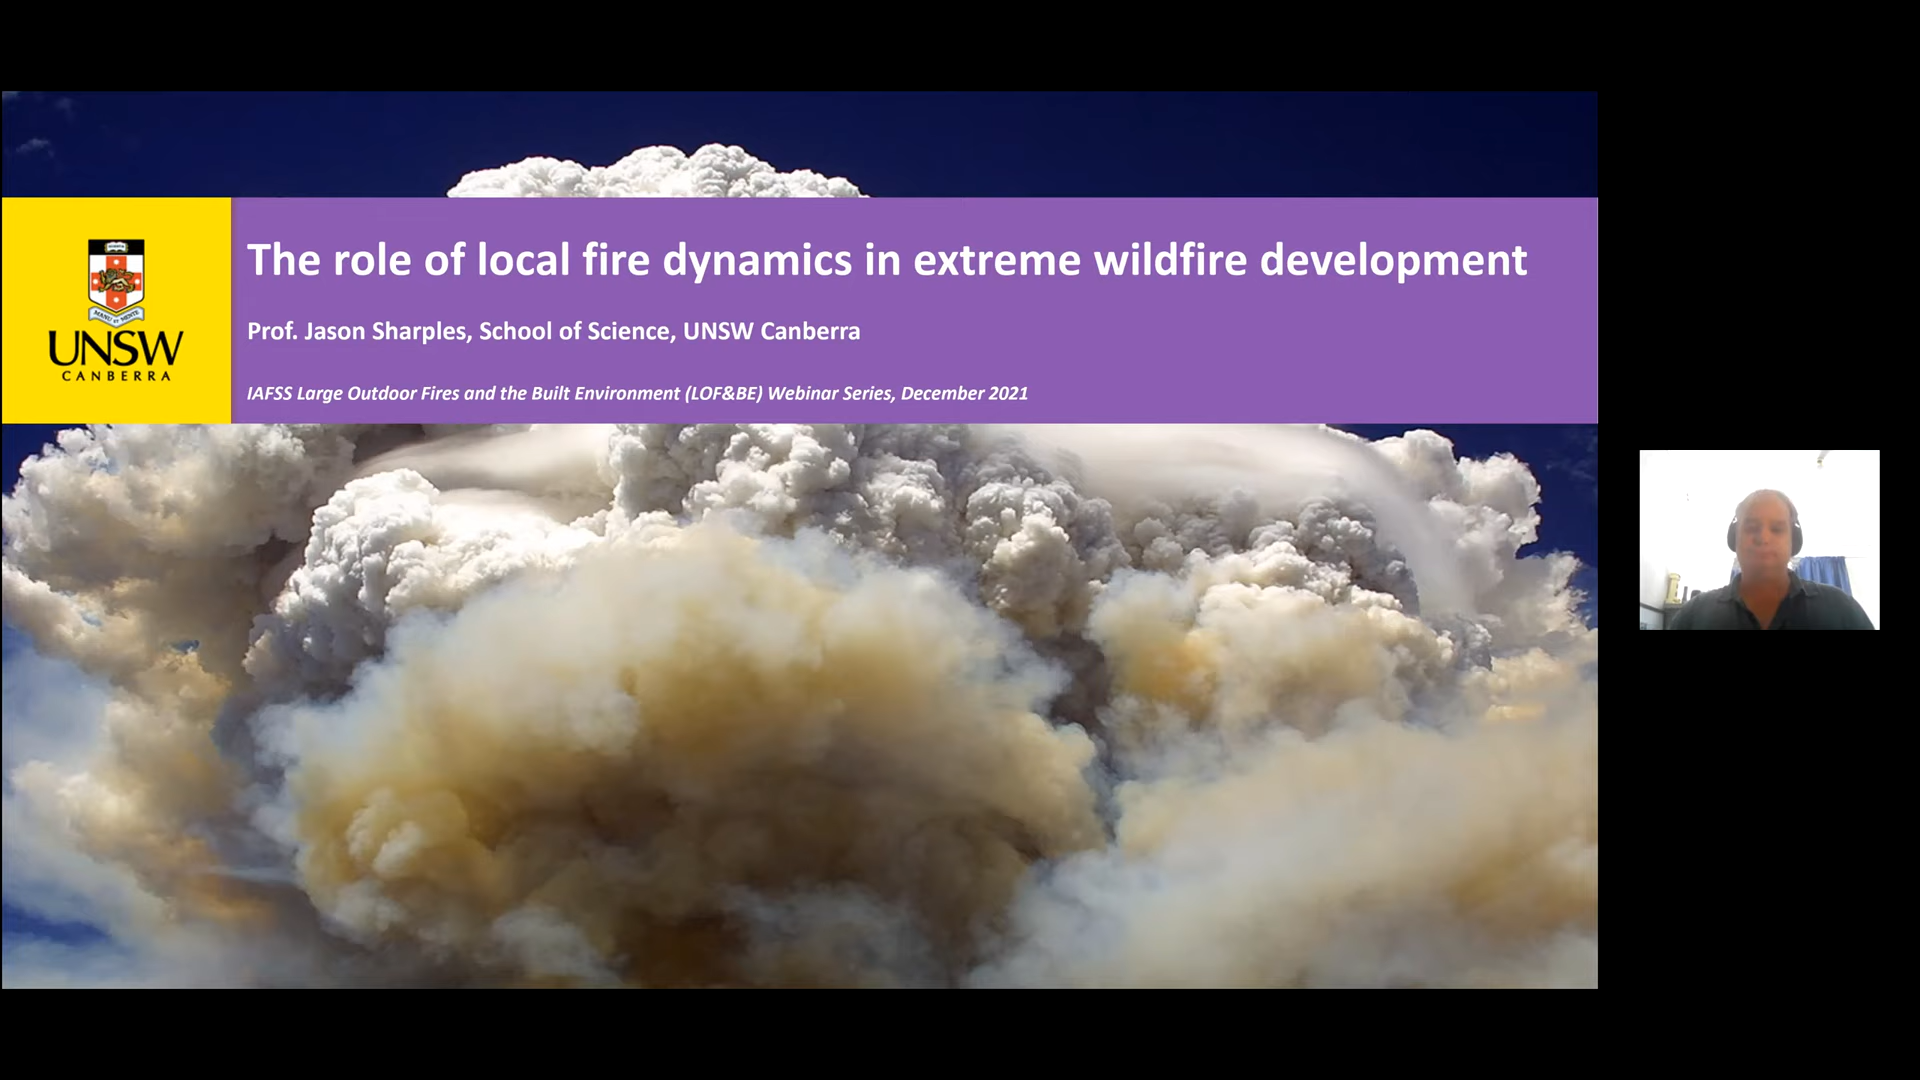 The role of local fire dynamics in extreme wildfire development
Prof. Jason Sharples, School of Science, UNSW Canberra
IAFSS Large Outdoor Fires and the Built Environment (LOF&BE) Webinar Series, December 2021
UNSW
CANBERRA